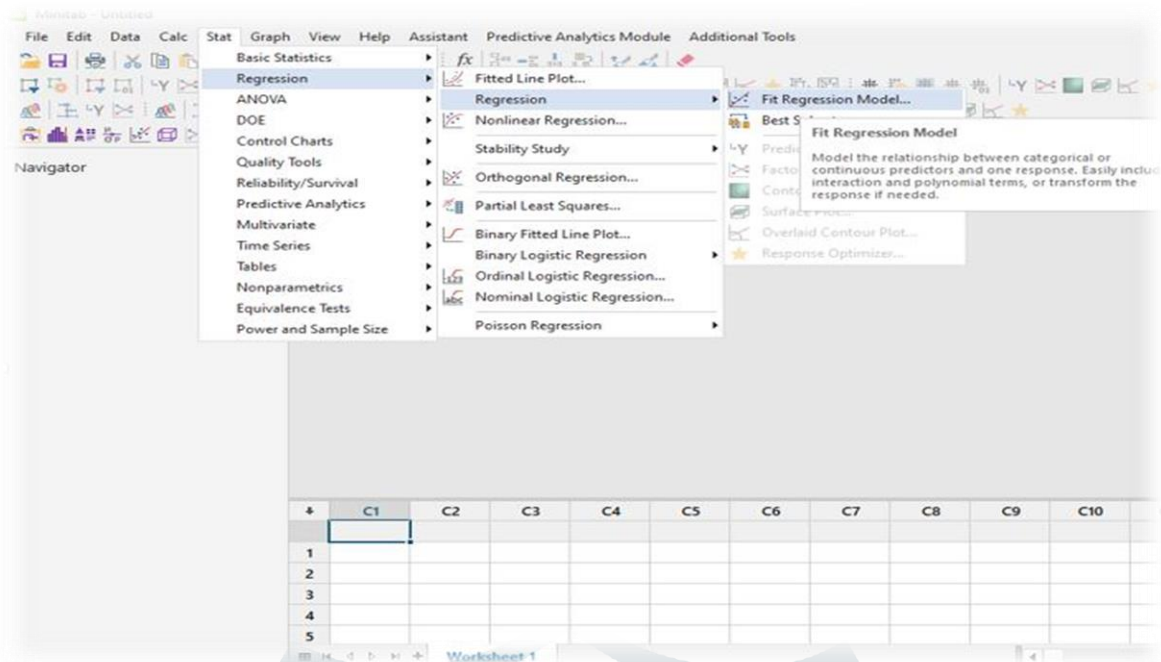 Minitab - Untitled
File Edit Data Calc Stat Graph View Help Assistant Predictive Analytics Module Additional Tools
Basic Statistics
Regression
ANOVA
DOE
Control Charts
Quality Tools
Reliability/Survival
Predictive Analytics
Multivariate
Time Series
Tables
Nonparametrics
Equivalence Tests
Power and Sample Size
Fitted Line Plot...
Regression
Nonlinear Regression...
Stability Study
Orthogonal Regression...
Partial Least Squares...
Binary Fitted Line Plot...
Binary Logistic Regression
Ordinal Logistic Regression...
Nominal Logistic Regression...
Poisson Regression
Fit Regression Model...
Best S
Predic
Facto
Conto
Surface Plot...
Overlaid Contour Plot...
Response Optimizer...
Fit Regression Model
Model the relationship between categorical or
continuous predictors and one response. Easily includ
interaction and polynomial terms, or transform the
response if needed.
Navigator
C1 C2 C3 C4 C5 C6 C7 C8 C9 C10
1
2
3
4
5
Worksheet 1